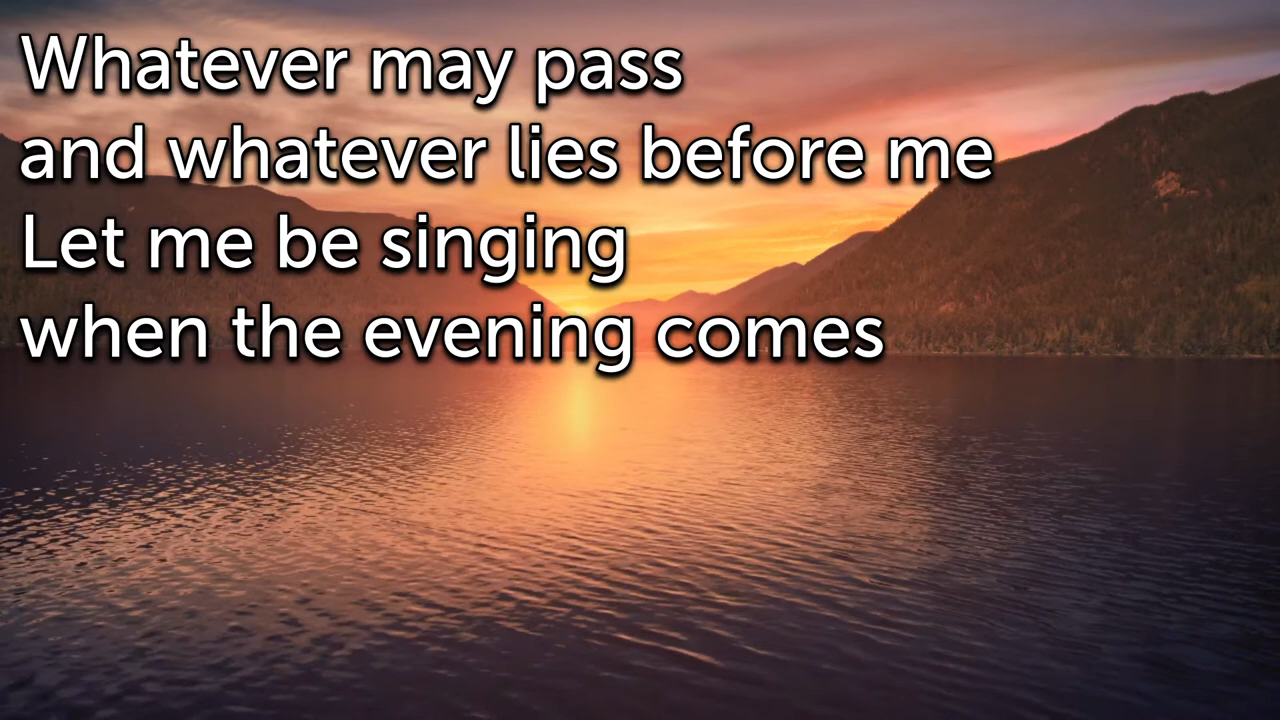 Whatever may pass
and whatever lies before me
Let me be singing
when the evening comes